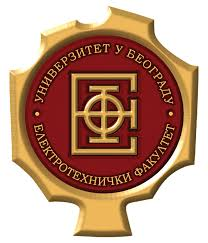 УНИВЕРЗИТЕТ У БЕОГРАДУ
ЕЛЕКТРОТЕХНИЧКИ ФАКУЛТЕТ